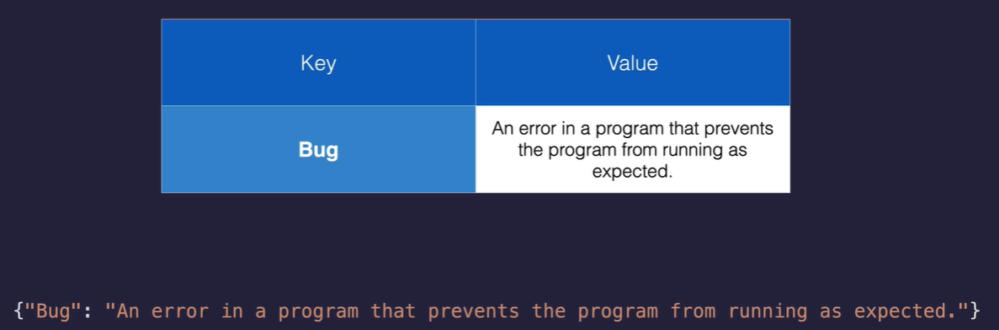 Key
Value
Bug
An error in a program that prevents
the program from running as
expected.
{"Bug": "An error in a program that prevents the program from running as expected."}